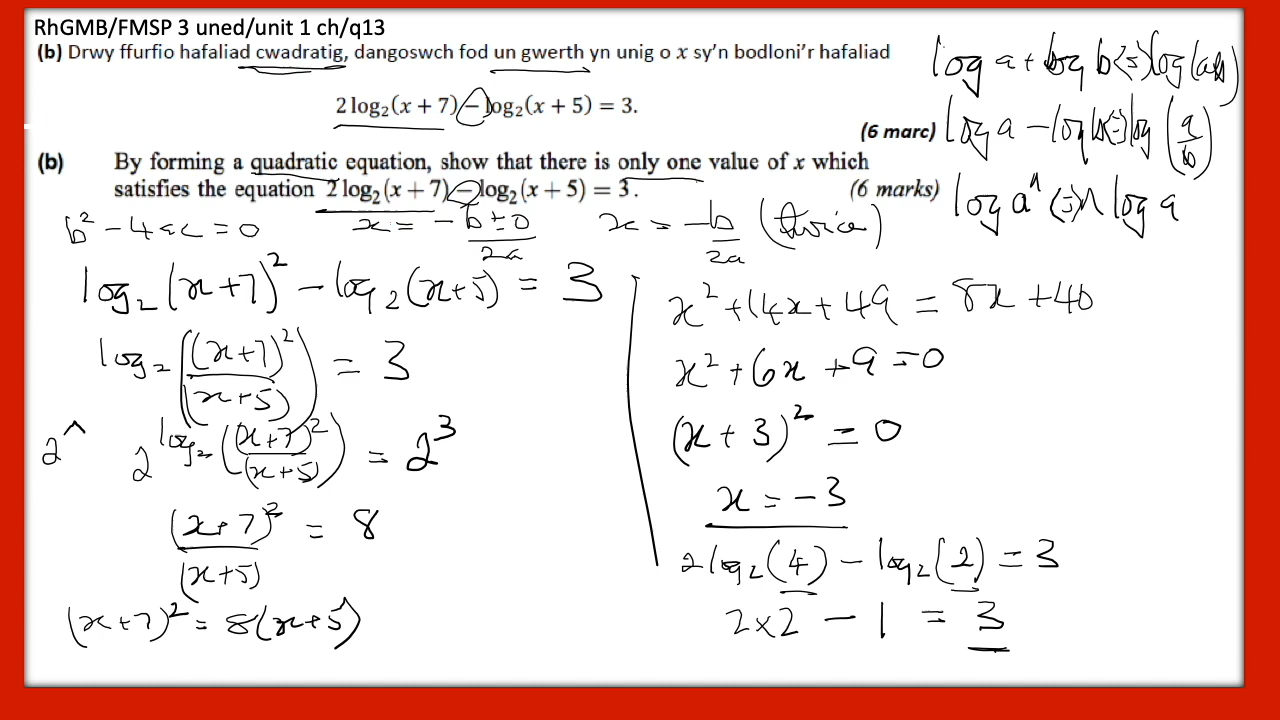 RhGMB/FMSP 3 uned/unit 1 ch/q13
(b) Drwy ffurfio hafaliad cwadratig, dangoswch fod un gwerth yn unig o x sy'n bodloni'r hafaliad
2 log₂(x + 7) − log₂(x + 5) = 3.
(6 marc)
(b) By forming a quadratic equation, show that there is only one value of x which
satisfies the equation 2 log₂(x + 7) − log₂(x + 5) = 3. (6 marks)
log a + log b (=) log(ab)
log a − log b (=) log (a/b)
log aⁿ (=) n log a
b² − 4ac = 0
x = −b ± 0 / 2a
x = −b / 2a (twice)
log₂ (x+7)² − log₂ (x+5) = 3
log₂ ((x+7)² / (x+5)) = 3
2^ 2^log₂ ((x+7)² / (x+5)) = 2³
(x+7)² / (x+5) = 8
(x+7)² = 8(x+5)
x² + 14x + 49 = 8x + 40
x² + 6x + 9 = 0
(x + 3)² = 0
x = −3
2 log₂ (4) − log₂ (2) = 3
2×2 − 1 = 3